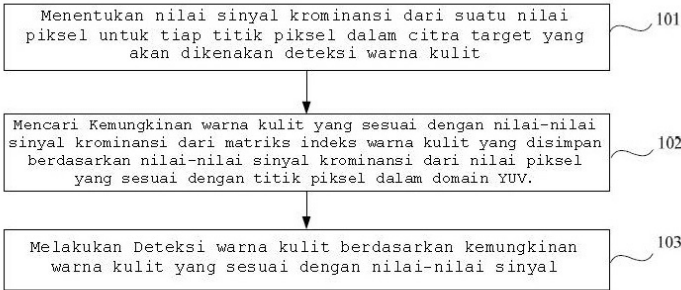 Menentukan nilai sinyal krominansi dari suatu nilai
piksel untuk tiap titik piksel dalam citra target yang
akan dikenakan deteksi warna kulit
101
Mencari Kemungkinan warna kulit yang sesuai dengan nilai-nilai
sinyal krominansi dari matriks indeks warna kulit yang disimpan
berdasarkan nilai-nilai sinyal krominansi dari nilai piksel
yang sesuai dengan titik piksel dalam domain YUV.
102
Melakukan Deteksi warna kulit berdasarkan kemungkinan
warna kulit yang sesuai dengan nilai-nilai sinyal
103